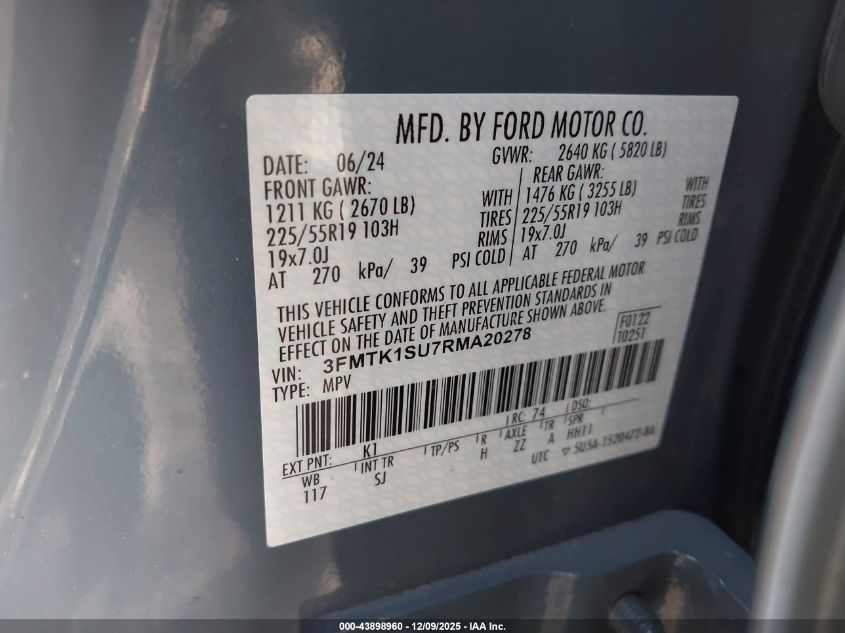 MFD. BY FORD MOTOR CO.
DATE: 06/24 GVWR: 2640 KG ( 5820 LB)
FRONT GAWR: REAR GAWR:
1211 KG ( 2670 LB) WITH 1476 KG ( 3255 LB) WITH
225/55R19 103H TIRES 225/55R19 103H TIRES
19x7.0J RIMS 19x7.0J RIMS
AT 270 kPa/ 39 PSI COLD AT 270 kPa/ 39 PSI COLD
THIS VEHICLE CONFORMS TO ALL APPLICABLE FEDERAL MOTOR
VEHICLE SAFETY AND THEFT PREVENTION STANDARDS IN
EFFECT ON THE DATE OF MANUFACTURE SHOWN ABOVE.
F0122
T0251
VIN: 3FMTK1SU7RMA20278
TYPE: MPV
EXT PNT: K1 RC: 74 DSO:
WB INT TR TP/PS R AXLE TR SPR
117 SJ H ZZ A HH11
UTC 5U5A-1520472-BA
000-43898960 - 12/09/2025 - IAA Inc.